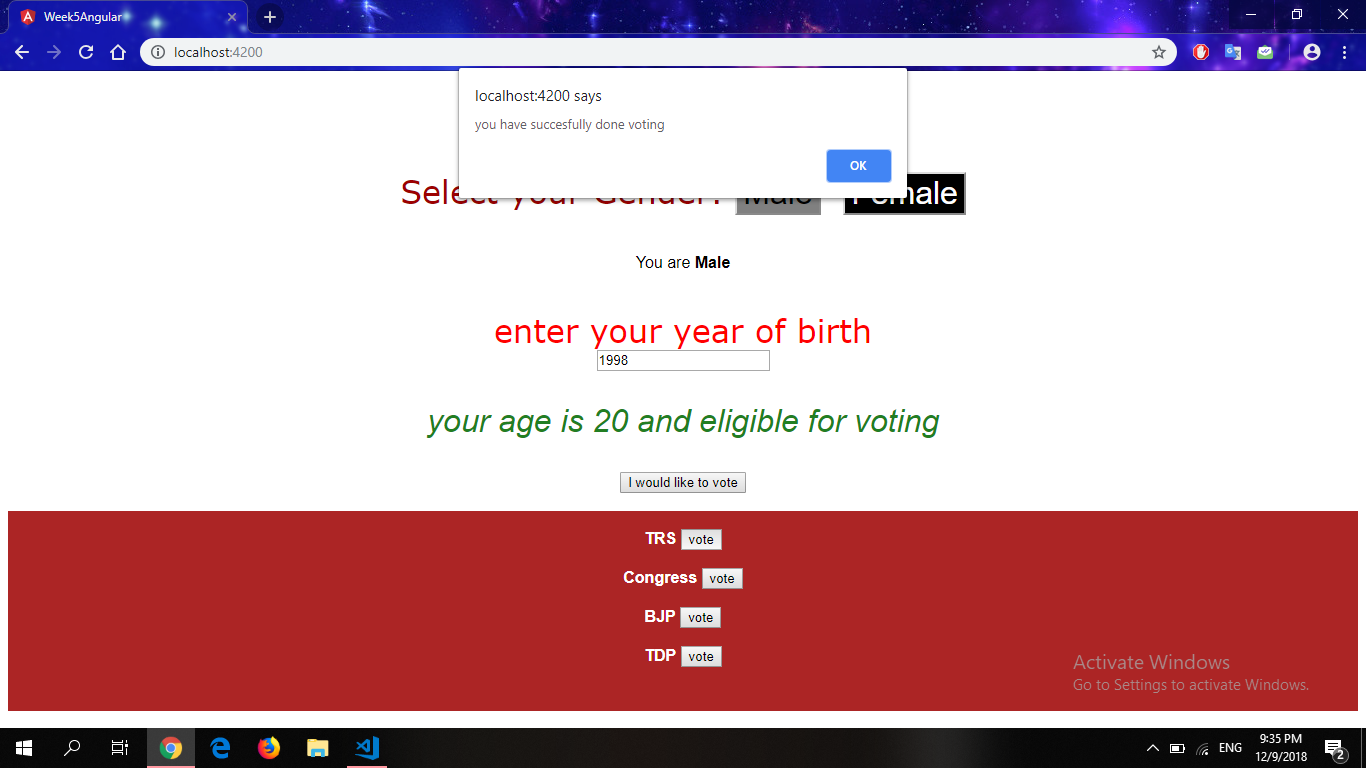 Week5Angular
localhost:4200
localhost:4200 says
you have succesfully done voting
OK
Select your Gender: Male Female
You are Male
enter your year of birth
1998
your age is 20 and eligible for voting
I would like to vote
TRS vote
Congress vote
BJP vote
TDP vote
Activate Windows
Go to Settings to activate Windows.
ENG
9:35 PM
12/9/2018
2